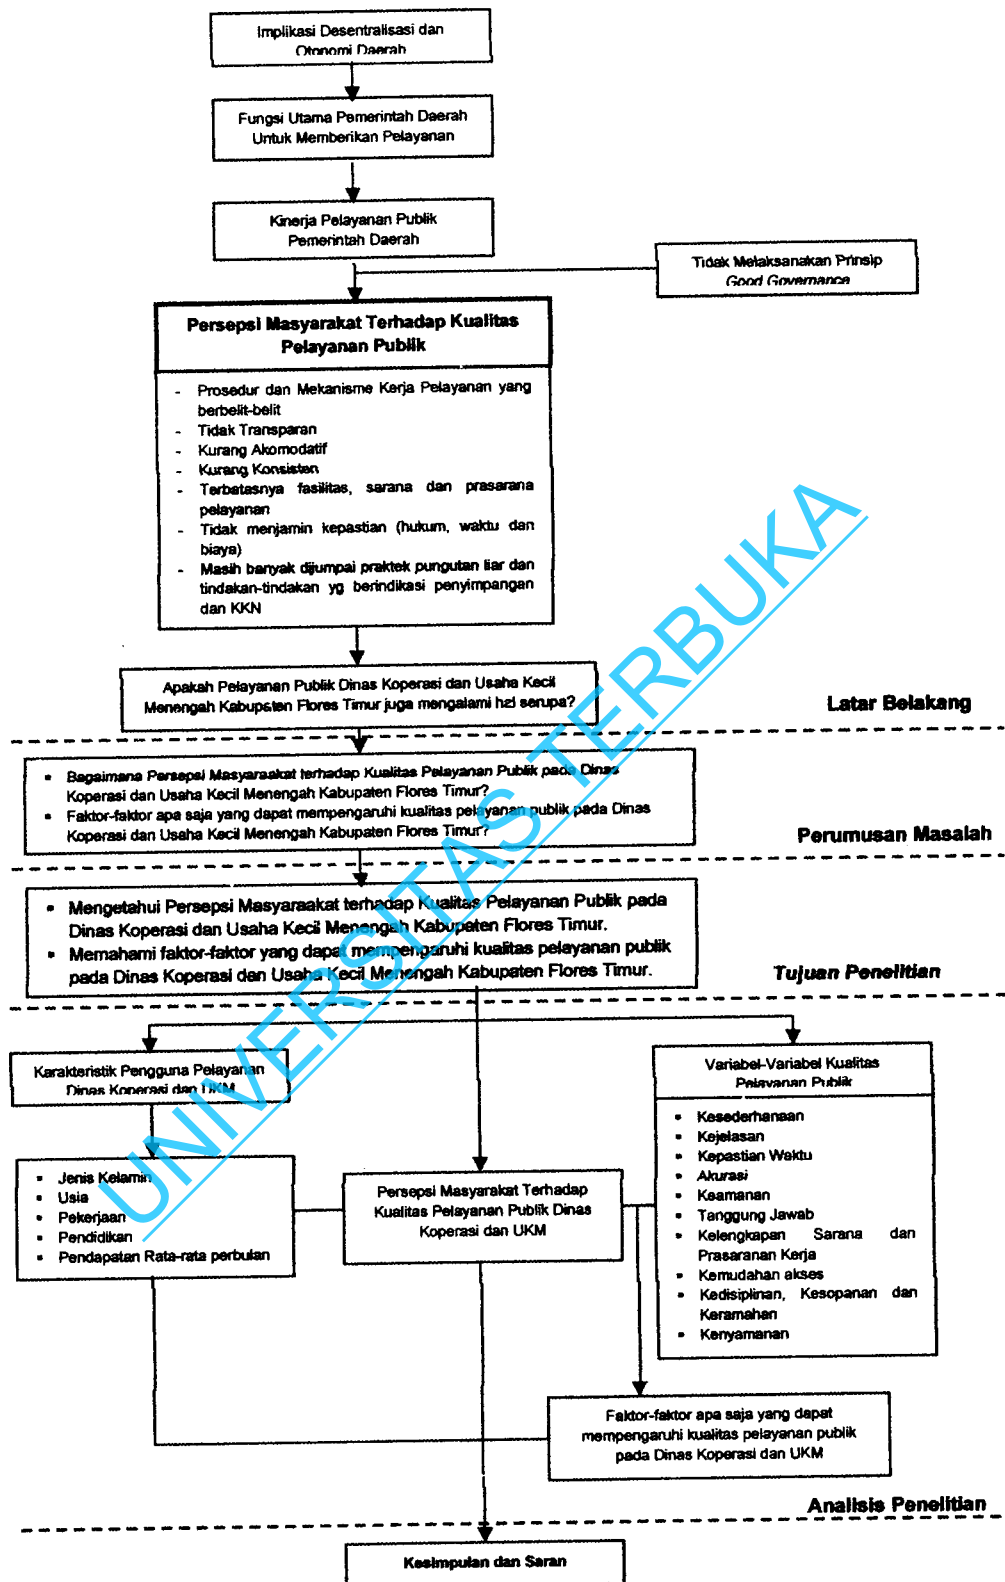 Implikasi Desentralisasi dan
Otonomi Daerah
Fungsi Utama Pemerintah Daerah
Untuk Memberikan Pelayanan
Kinerja Pelayanan Publik
Pemerintah Daerah
Tidak Melaksanakan Prinsip
Good Governance
Persepsi Masyarakat Terhadap Kualitas
Pelayanan Publik
- Prosedur dan Mekanisme Kerja Pelayanan yang
berbelit-belit
- Tidak Transparan
- Kurang Akomodatif
- Kurang Konsisten
- Terbatasnya fasilitas, sarana dan prasarana
pelayanan
- Tidak menjamin kepastian (hukum, waktu dan
biaya)
- Masih banyak dijumpai praktek pungutan liar dan
tindakan-tindakan yg berindikasi penyimpangan
dan KKN
Apakah Pelayanan Publik Dinas Koperasi dan Usaha Kecil
Menengah Kabupaten Flores Timur juga mengalami hal serupa?
Latar Belakang
▪ Bagaimana Persepsi Masyaraakat terhadap Kualitas Pelayanan Publik pada Dinas
Koperasi dan Usaha Kecil Menengah Kabupaten Flores Timur?
▪ Faktor-faktor apa saja yang dapat mempengaruhi kualitas pelayanan publik pada Dinas
Koperasi dan Usaha Kecil Menengah Kabupaten Flores Timur?
Perumusan Masalah
▪ Mengetahui Persepsi Masyaraakat terhadap Kualitas Pelayanan Publik pada
Dinas Koperasi dan Usaha Kecil Menengah Kabupaten Flores Timur.
▪ Memahami faktor-faktor yang dapat mempengaruhi kualitas pelayanan publik
pada Dinas Koperasi dan Usaha Kecil Menengah Kabupaten Flores Timur.
Tujuan Penelitian
Karakteristik Pengguna Pelayanan
Dinas Koperasi dan UKM
▪ Jenis Kelamin
▪ Usia
▪ Pekerjaan
▪ Pendidikan
▪ Pendapatan Rata-rata perbulan
Persepsi Masyarakat Terhadap
Kualitas Pelayanan Publik Dinas
Koperasi dan UKM
Variabel-Variabel Kualitas
Pelayanan Publik
▪ Kesederhanaan
▪ Kejelasan
▪ Kepastian Waktu
▪ Akurasi
▪ Keamanan
▪ Tanggung Jawab
▪ Kelengkapan Sarana dan
Prasaranan Kerja
▪ Kemudahan akses
▪ Kedisiplinan, Kesopanan dan
Keramahan
▪ Kenyamanan
Faktor-faktor apa saja yang dapat
mempengaruhi kualitas pelayanan publik
pada Dinas Koperasi dan UKM
Analisis Penelitian
Kesimpulan dan Saran
UNIVERSITAS TERBUKA